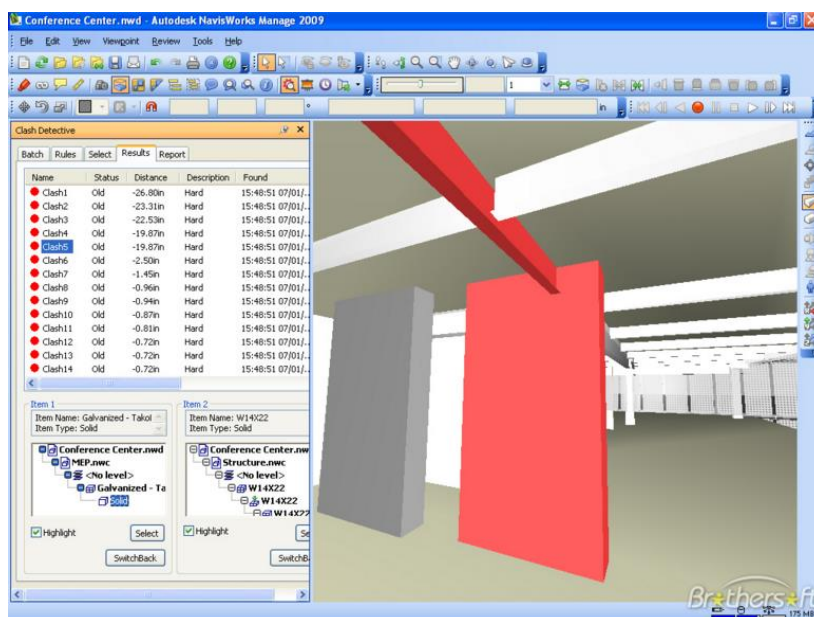 Conference Center.nwd - Autodesk NavisWorks Manage 2009
File Edit View Viewpoint Review Tools Help
1
° in
Clash Detective
Batch Rules Select Results Report
Name Status Distance Description Found
Clash1 Old -26.80in Hard 15:48:51 07/01/..
Clash2 Old -23.31in Hard 15:48:51 07/01/..
Clash3 Old -22.53in Hard 15:48:51 07/01/..
Clash4 Old -19.87in Hard 15:48:51 07/01/..
Clash5 Old -19.87in Hard 15:48:51 07/01/..
Clash6 Old -2.50in Hard 15:48:51 07/01/..
Clash7 Old -1.45in Hard 15:48:51 07/01/..
Clash8 Old -0.96in Hard 15:48:51 07/01/..
Clash9 Old -0.94in Hard 15:48:51 07/01/..
Clash10 Old -0.87in Hard 15:48:51 07/01/..
Clash11 Old -0.81in Hard 15:48:51 07/01/..
Clash12 Old -0.72in Hard 15:48:51 07/01/..
Clash13 Old -0.72in Hard 15:48:51 07/01/..
Clash14 Old -0.72in Hard 15:48:51 07/01/..
Item 1 Item 2
Item Name: Galvanized - Takol Item Name: W14X22
Item Type: Solid Item Type: Solid
Conference Center.nwd Conference Center.nw
MEP.nwc Structure.nwc
<No level> <No level>
Galvanized - Ta W14X22
Solid W14X22
W14X22
Highlight Select Highlight Se
SwitchBack SwitchB
Brothersoft
175 MB